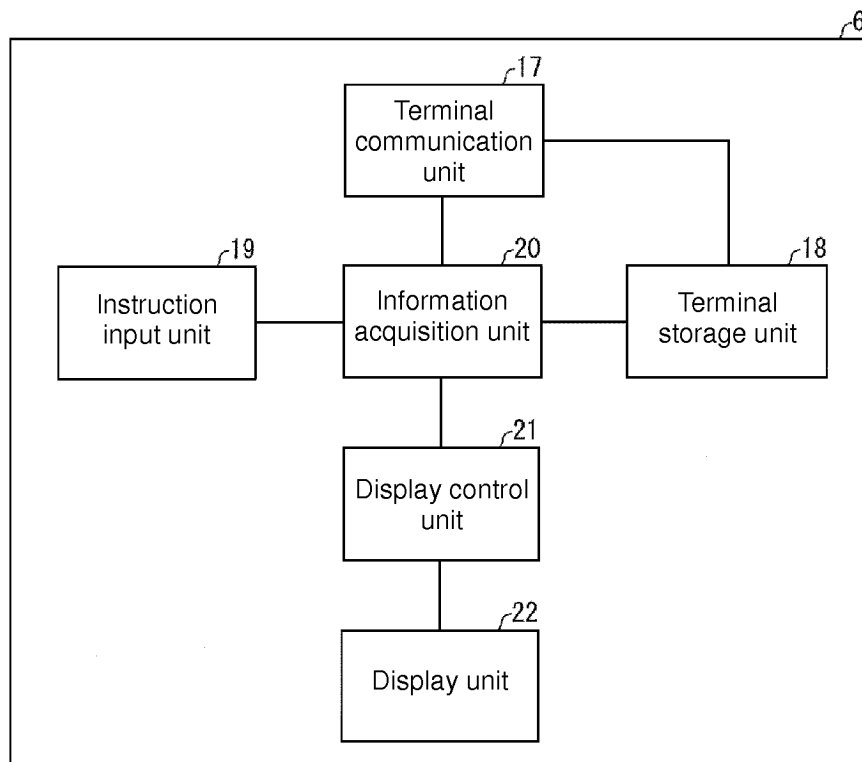 6
17
Terminal
communication
unit
19
Instruction
input unit
20
Information
acquisition unit
18
Terminal
storage unit
21
Display control
unit
22
Display unit